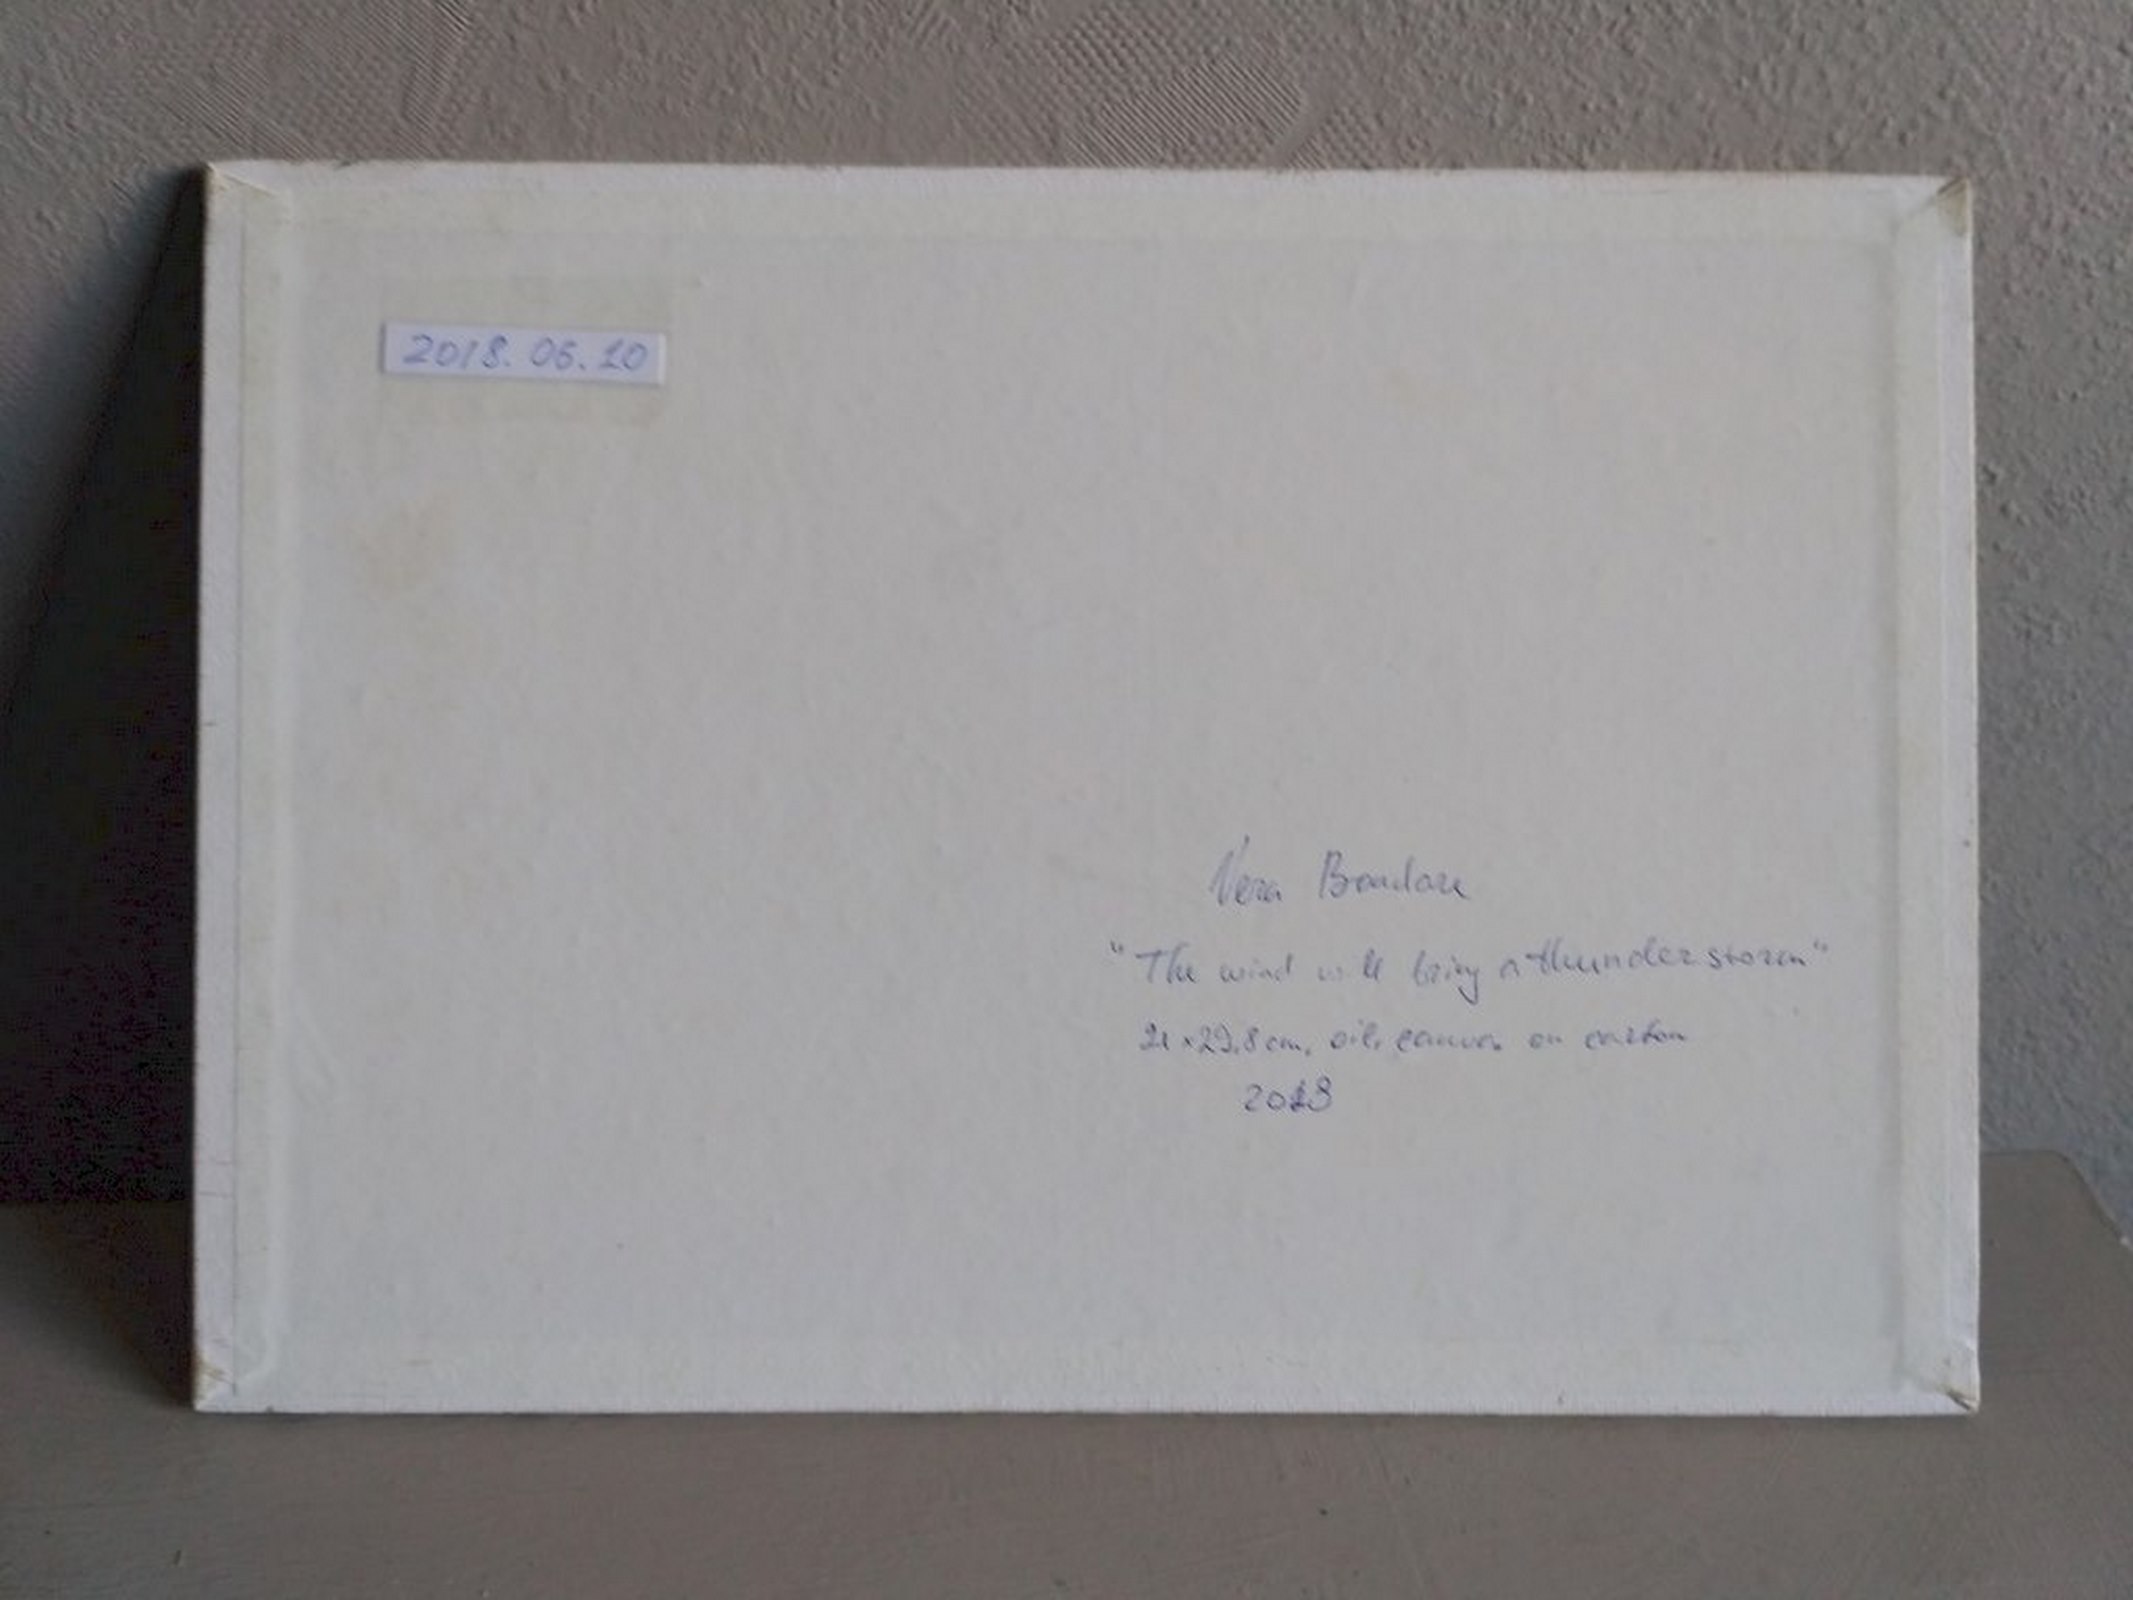 2018.06.10
Vera Bondare
"The wind will bring a thunderstorm"
21 x 29,8 cm, oil, canvas on carton
2018